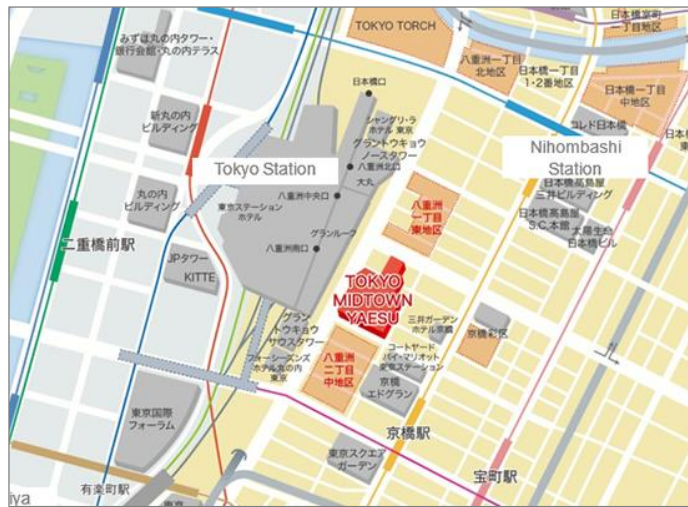 TOKYO TORCH
日本橋室町
一丁目地区
みずほ丸の内タワー・
銀行会館・丸の内テラス
八重洲一丁目
北地区
日本橋一丁目
1・2番地区
日本橋一丁目
中地区
日本橋口
新丸の内
ビルディング
シャングリ・ラ
ホテル 東京
グラントウキョウ
ノースタワー
コレド日本橋
Tokyo Station
八重洲北口
大丸
Nihombashi
Station
丸の内
ビルディング
八重洲中央口
東京ステーション
ホテル
八重洲
一丁目
東地区
日本橋髙島屋
三井ビルディング
日本橋髙島屋
S.C.本館
太陽生命
日本橋ビル
グランルーフ
二重橋前駅
八重洲南口
JPタワー
KITTE
TOKYO
MIDTOWN
YAESU
グラン
トウキョウ
サウスタワー
三井ガーデン
ホテル京橋
京橋彩区
フォーシーズンズ
ホテル丸の内
東京
八重洲
二丁目
中地区
コートヤード
バイ・マリオット
東京ステーション
京橋
エドグラン
東京国際
フォーラム
京橋駅
東京スクエア
ガーデン
宝町駅
有楽町駅
iya